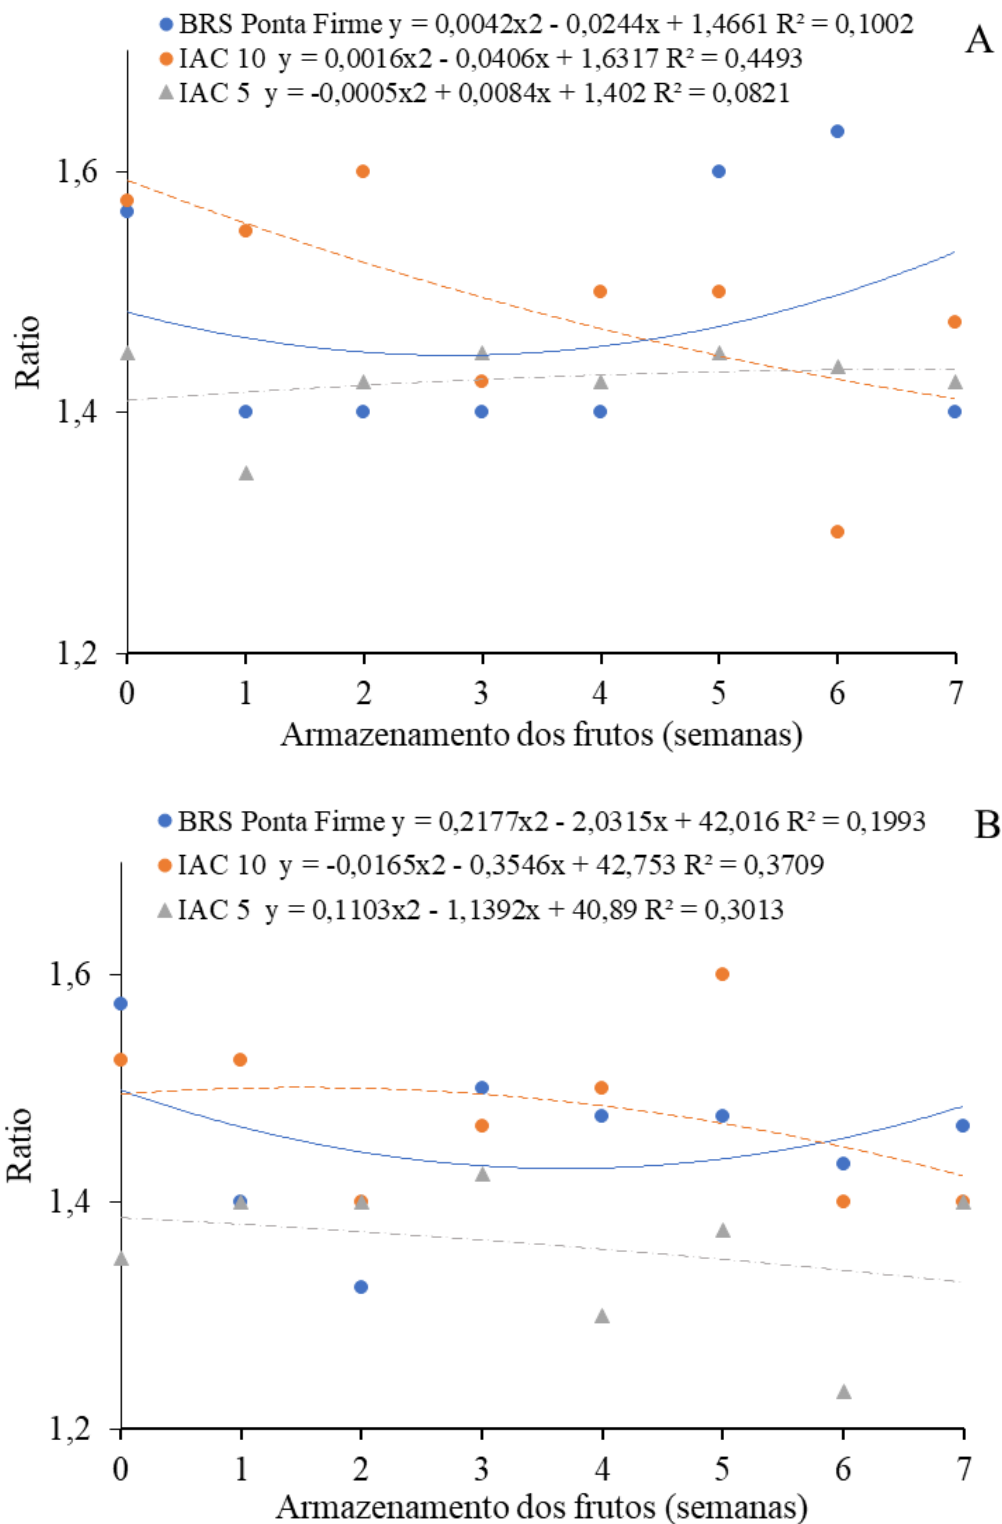 BRS Ponta Firme y = 0,0042x2 - 0,0244x + 1,4661 R² = 0,1002
A
IAC 10 y = 0,0016x2 - 0,0406x + 1,6317 R² = 0,4493
IAC 5 y = -0,0005x2 + 0,0084x + 1,402 R² = 0,0821
1,6
1,4
1,2
Ratio
0 1 2 3 4 5 6 7
Armazenamento dos frutos (semanas)
BRS Ponta Firme y = 0,2177x2 - 2,0315x + 42,016 R² = 0,1993
B
IAC 10 y = -0,0165x2 - 0,3546x + 42,753 R² = 0,3709
IAC 5 y = 0,1103x2 - 1,1392x + 40,89 R² = 0,3013
1,6
1,4
1,2
Ratio
0 1 2 3 4 5 6 7
Armazenamento dos frutos (semanas)